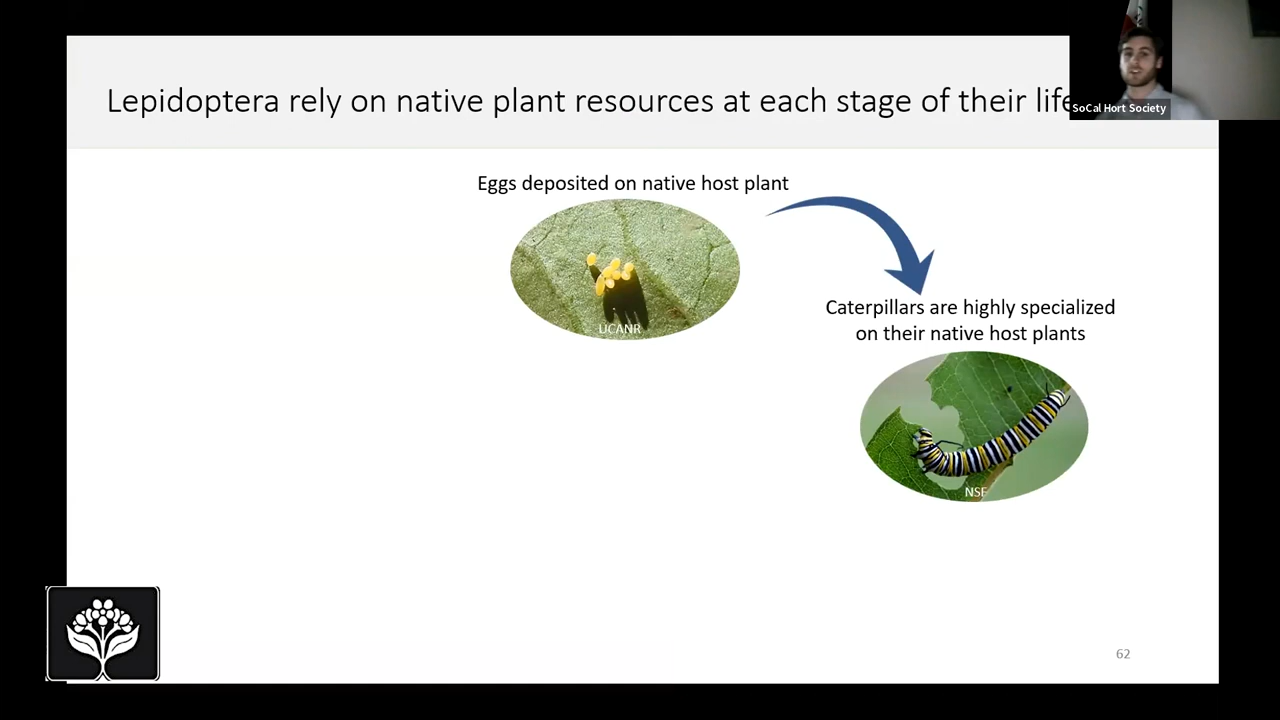 Lepidoptera rely on native plant resources at each stage of their life
SoCal Hort Society
Eggs deposited on native host plant
UCANR
Caterpillars are highly specialized
on their native host plants
NSF
62